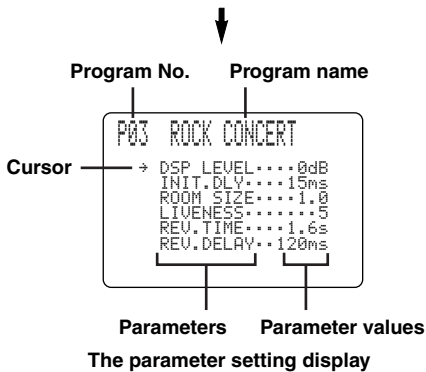 Program No. Program name
P03 ROCK CONCERT
Cursor → DSP LEVEL····0dB
INIT.DLY····15ms
ROOM SIZE····1.0
LIVENESS·······5
REV.TIME···1.6s
REV.DELAY··120ms
Parameters Parameter values
The parameter setting display